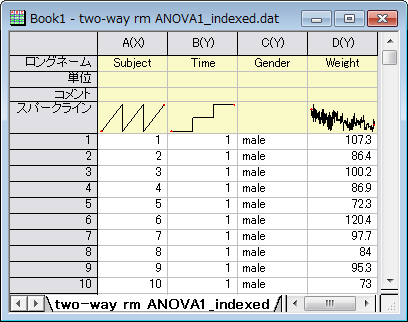 Book1 - two-way rm ANOVA1_indexed.dat
A(X) B(Y) C(Y) D(Y)
ロングネーム Subject Time Gender Weight
単位
コメント
スパークライン
1 1 1 male 107.3
2 2 1 male 86.4
3 3 1 male 100.2
4 4 1 male 86.9
5 5 1 male 72.3
6 6 1 male 120.4
7 7 1 male 97.7
8 8 1 male 84
9 9 1 male 95.3
10 10 1 male 73
two-way rm ANOVA1_indexed